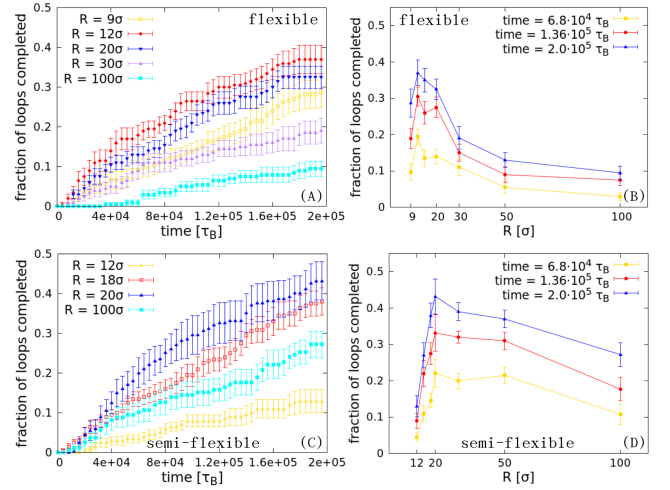 flexible
R = 9σ
R = 12σ
R = 20σ
R = 30σ
R = 100σ
fraction of loops completed
0.5
0.4
0.3
0.2
0.1
0
0 4e+04 8e+04 1.2e+05 1.6e+05 2e+05
time [τB]
(A)
flexible
time = 6.8·10⁴ τB
time = 1.36·10⁵ τB
time = 2.0·10⁵ τB
fraction of loops completed
0.5
0.4
0.3
0.2
0.1
0
9 20 30 50 100
R [σ]
(B)
R = 12σ
R = 18σ
R = 20σ
R = 100σ
fraction of loops completed
0.5
0.4
0.3
0.2
0.1
0
0 4e+04 8e+04 1.2e+05 1.6e+05 2e+05
time [τB]
semi-flexible
(C)
time = 6.8·10⁴ τB
time = 1.36·10⁵ τB
time = 2.0·10⁵ τB
fraction of loops completed
0.5
0.4
0.3
0.2
0.1
0
12 20 50 100
R [σ]
semi-flexible
(D)